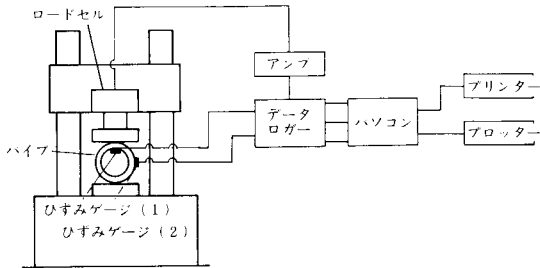 ロードセル
アンプ
データ
ロガー
パソコン
プリンター
プロッター
パイプ
ひずみゲージ(1)
ひずみゲージ(2)